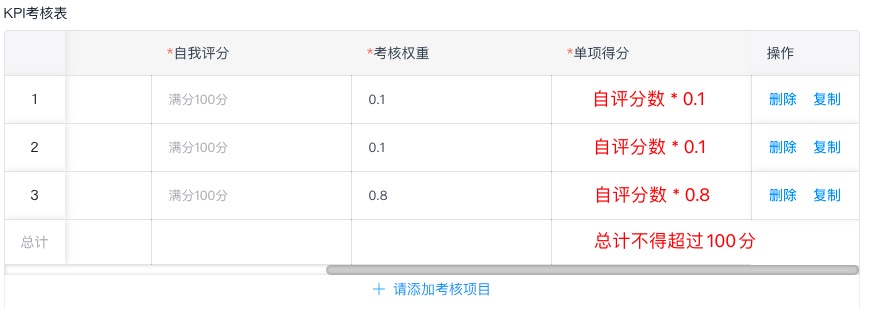 KPI考核表
*自我评分 *考核权重 *单项得分 操作
1 满分100分 0.1 自评分数 * 0.1 删除 复制
2 满分100分 0.1 自评分数 * 0.1 删除 复制
3 满分100分 0.8 自评分数 * 0.8 删除 复制
总计 总计不得超过100分
+ 请添加考核项目